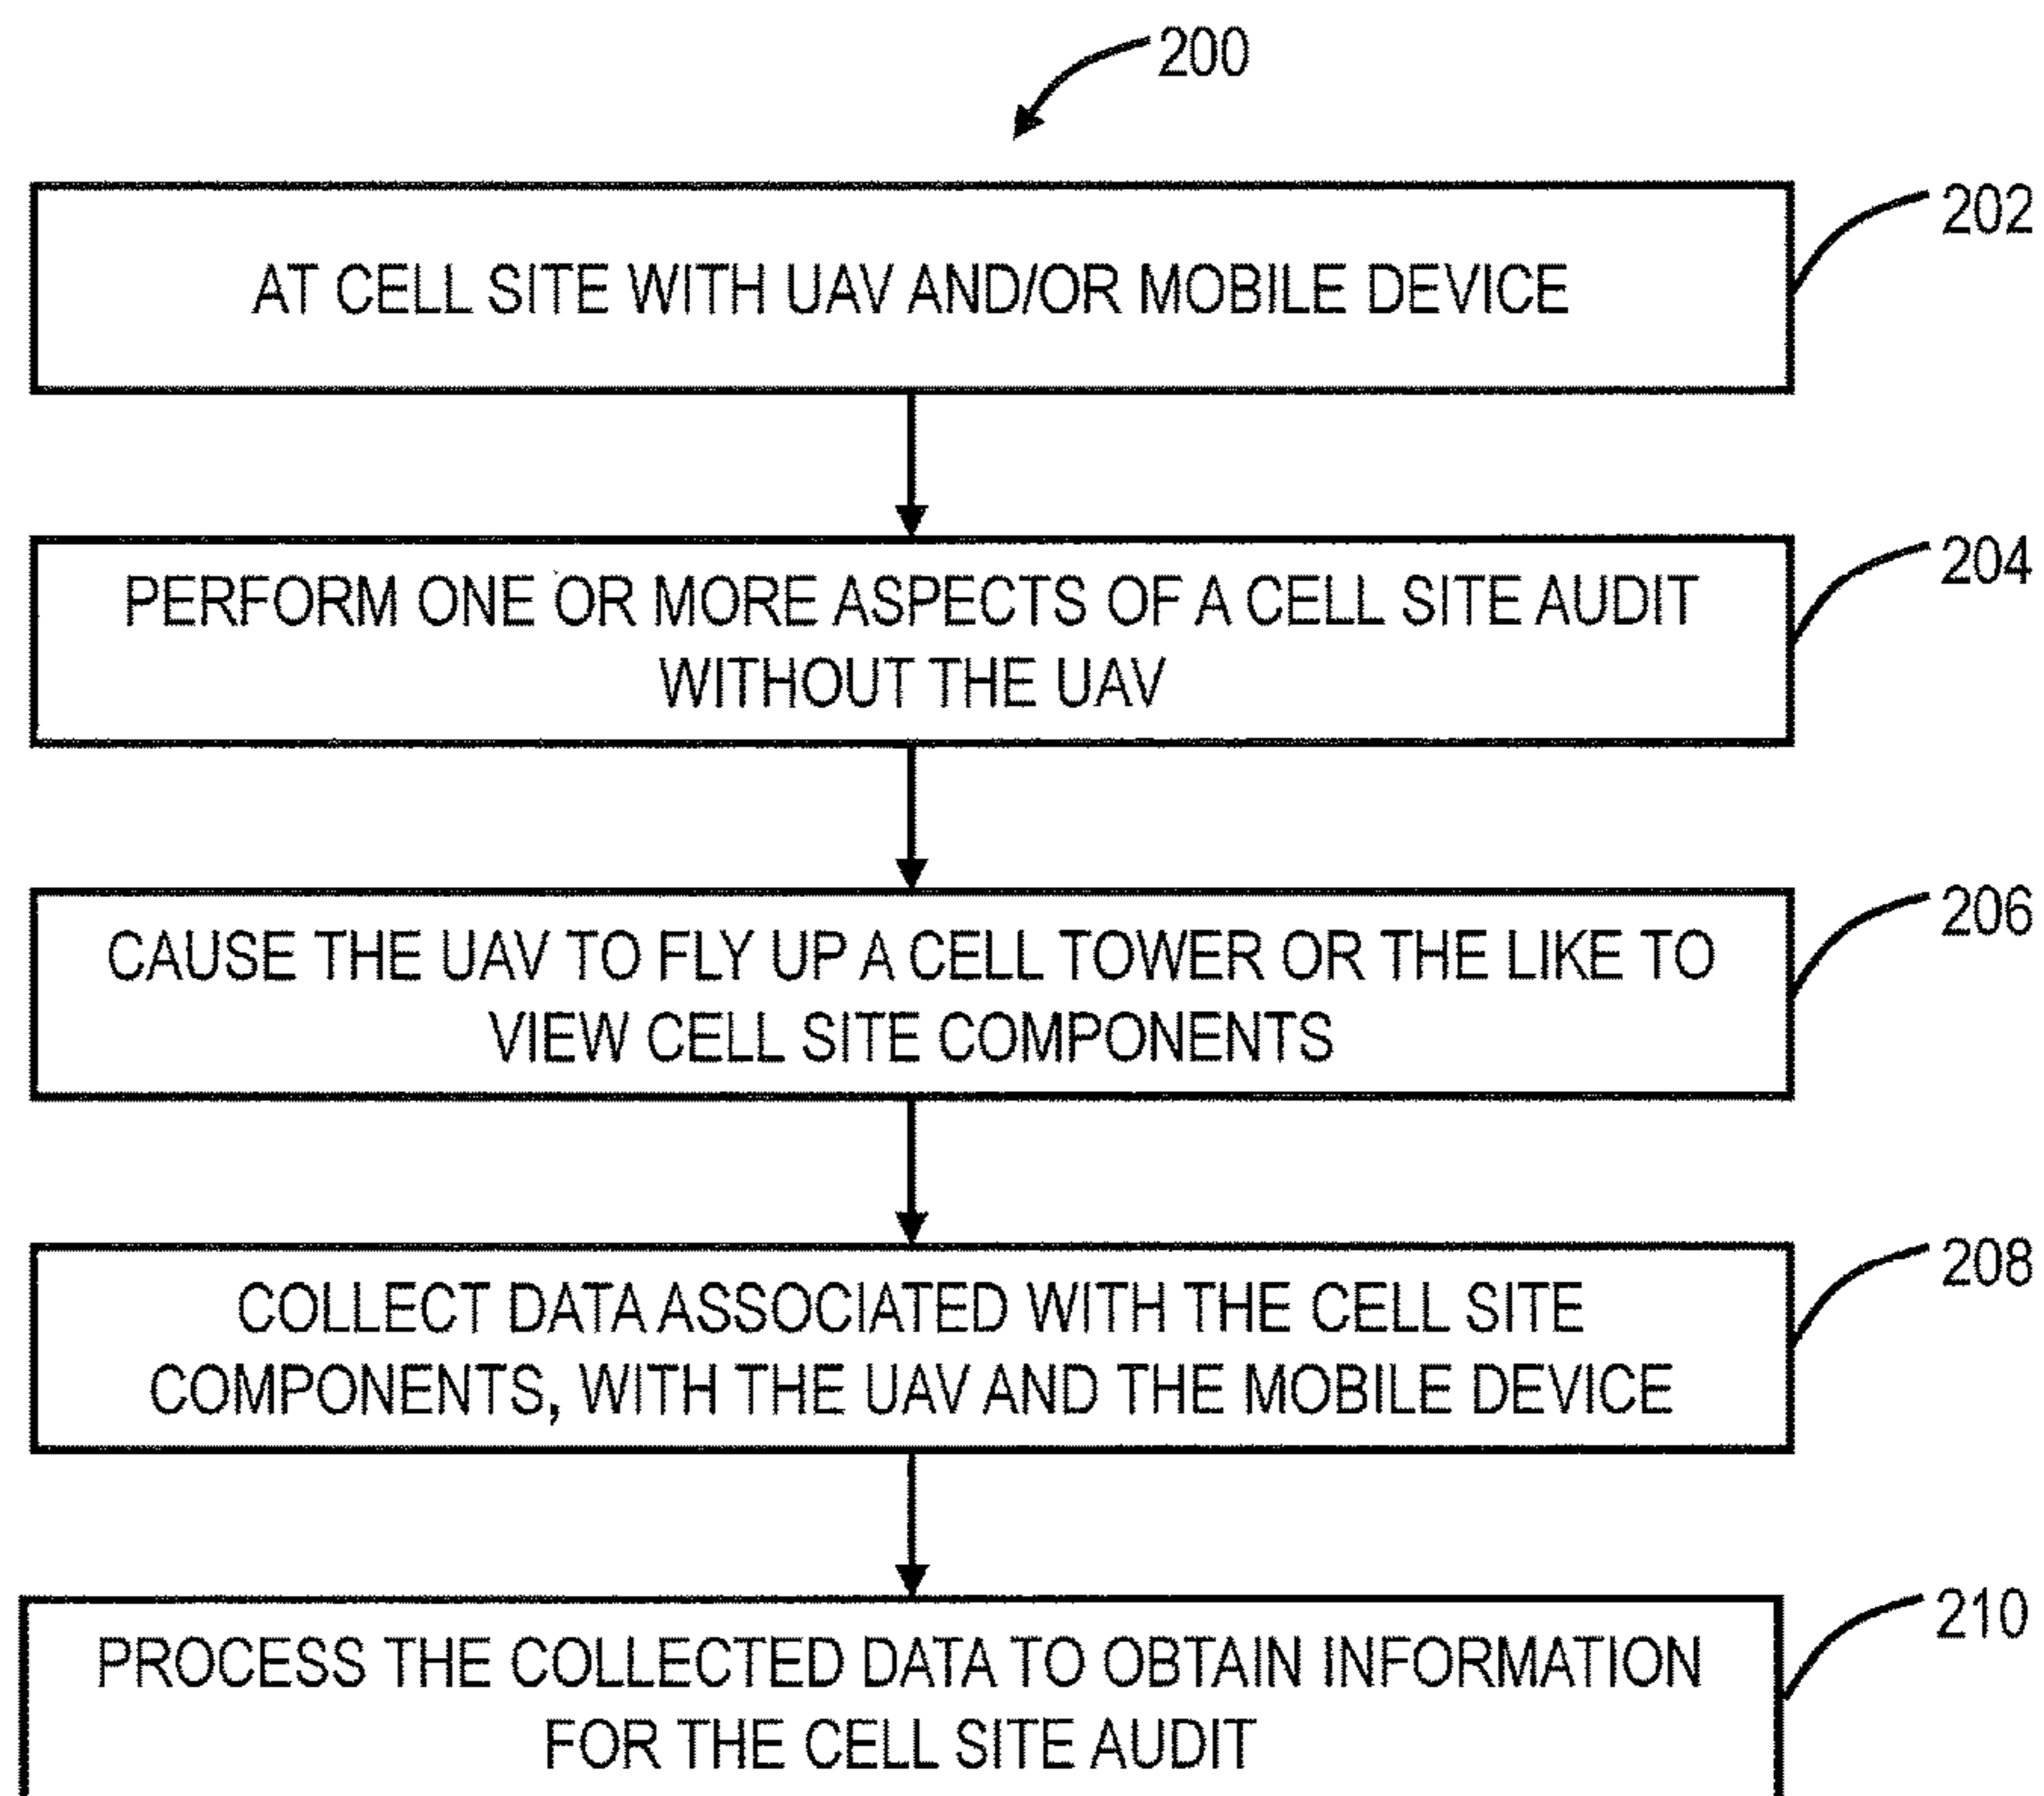 200
AT CELL SITE WITH UAV AND/OR MOBILE DEVICE
202
PERFORM ONE OR MORE ASPECTS OF A CELL SITE AUDIT
WITHOUT THE UAV
204
CAUSE THE UAV TO FLY UP A CELL TOWER OR THE LIKE TO
VIEW CELL SITE COMPONENTS
206
COLLECT DATA ASSOCIATED WITH THE CELL SITE
COMPONENTS, WITH THE UAV AND THE MOBILE DEVICE
208
PROCESS THE COLLECTED DATA TO OBTAIN INFORMATION
FOR THE CELL SITE AUDIT
210